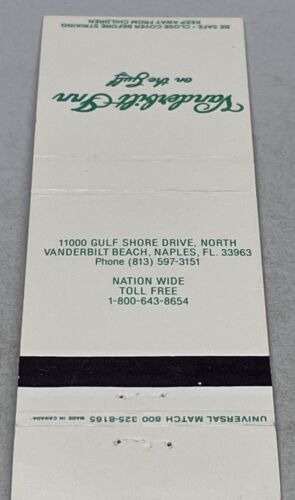 BE SAFE - CLOSE COVER BEFORE STRIKING
KEEP AWAY FROM CHILDREN
Vanderbilt Inn
on the Gulf
11000 GULF SHORE DRIVE, NORTH
VANDERBILT BEACH, NAPLES, FL. 33963
Phone (813) 597-3151
NATION WIDE
TOLL FREE
1-800-643-8654
UNIVERSAL MATCH 800 325-8165 MADE IN CANADA